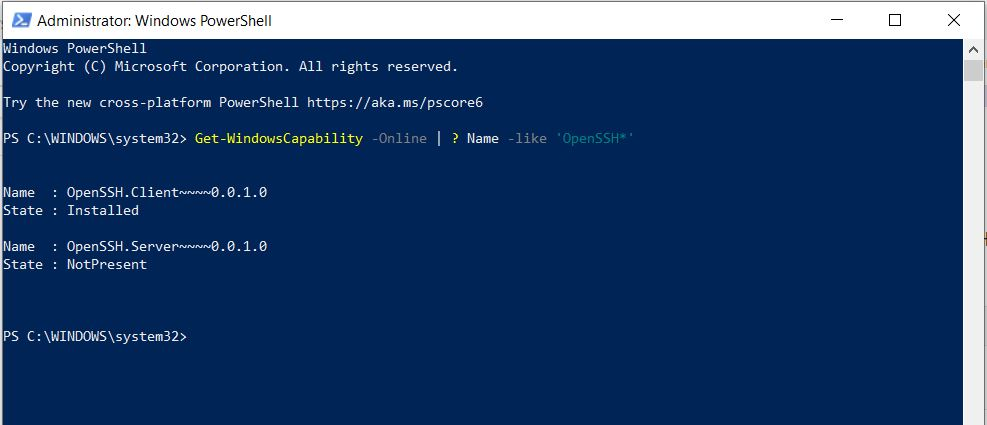 Administrator: Windows PowerShell
Windows PowerShell
Copyright (C) Microsoft Corporation. All rights reserved.
Try the new cross-platform PowerShell https://aka.ms/pscore6
PS C:\WINDOWS\system32> Get-WindowsCapability -Online | ? Name -like 'OpenSSH*'
Name  : OpenSSH.Client~~~~0.0.1.0
State : Installed
Name  : OpenSSH.Server~~~~0.0.1.0
State : NotPresent
PS C:\WINDOWS\system32>